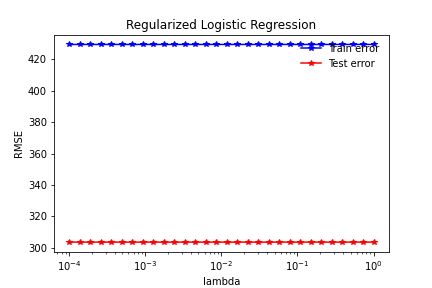 Regularized Logistic Regression
Train error
Test error
RMSE
420
400
380
360
340
320
300
10⁻⁴ 10⁻³ 10⁻² 10⁻¹ 10⁰
lambda